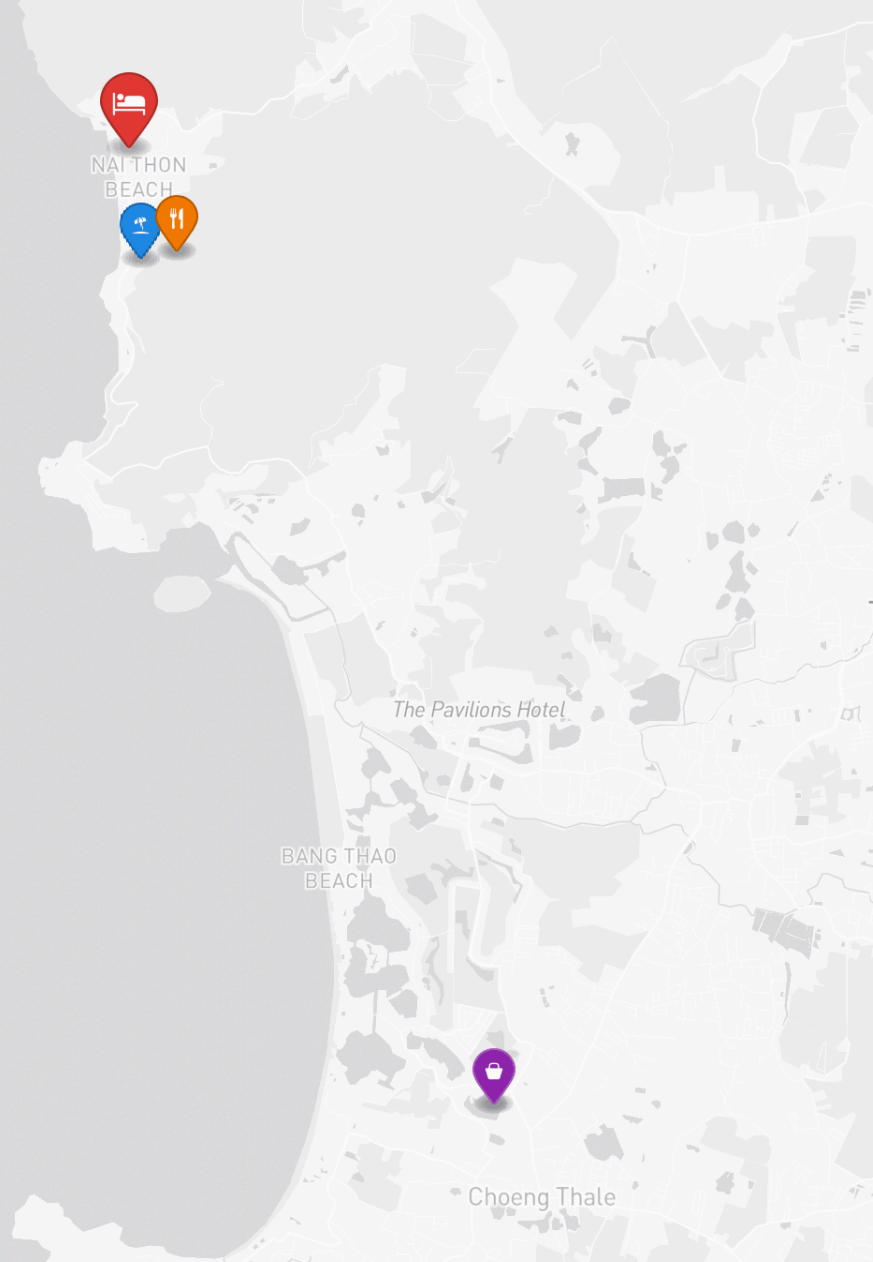 NAI THON
BEACH
The Pavilions Hotel
BANG THAO
BEACH
Choeng Thale